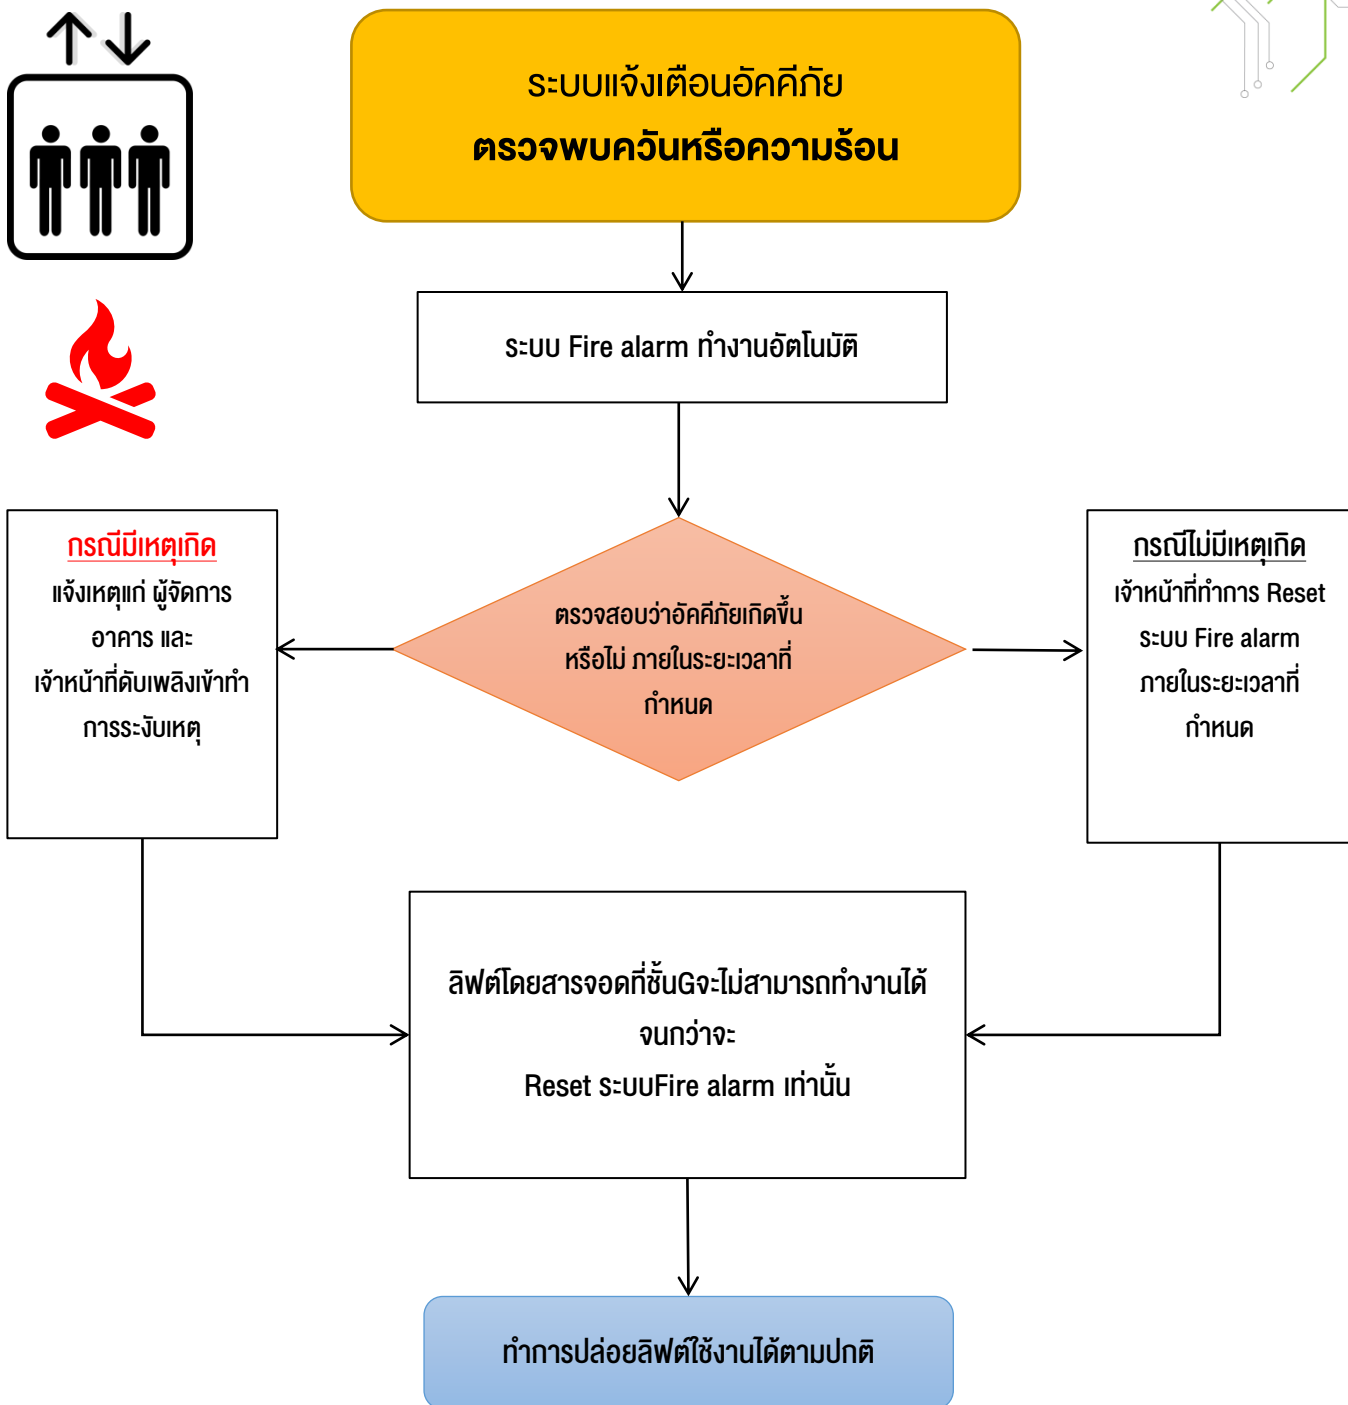 ระบบแจ้งเตือนอัคคีภัย
ตรวจพบควันหรือความร้อน
ระบบ Fire alarm ทำงานอัตโนมัติ
กรณีมีเหตุเกิด
แจ้งเหตุแก่ ผู้จัดการ
อาคาร และ
เจ้าหน้าที่ดับเพลิงเข้าทำ
การระงับเหตุ
ตรวจสอบว่าอัคคีภัยเกิดขึ้น
หรือไม่ ภายในระยะเวลาที่
กำหนด
กรณีไม่มีเหตุเกิด
เจ้าหน้าที่ทำการ Reset
ระบบ Fire alarm
ภายในระยะเวลาที่
กำหนด
ลิฟต์โดยสารจอดที่ชั้นGจะไม่สามารถทำงานได้
จนกว่าจะ
Reset ระบบFire alarm เท่านั้น
ทำการปล่อยลิฟต์ใช้งานได้ตามปกติ